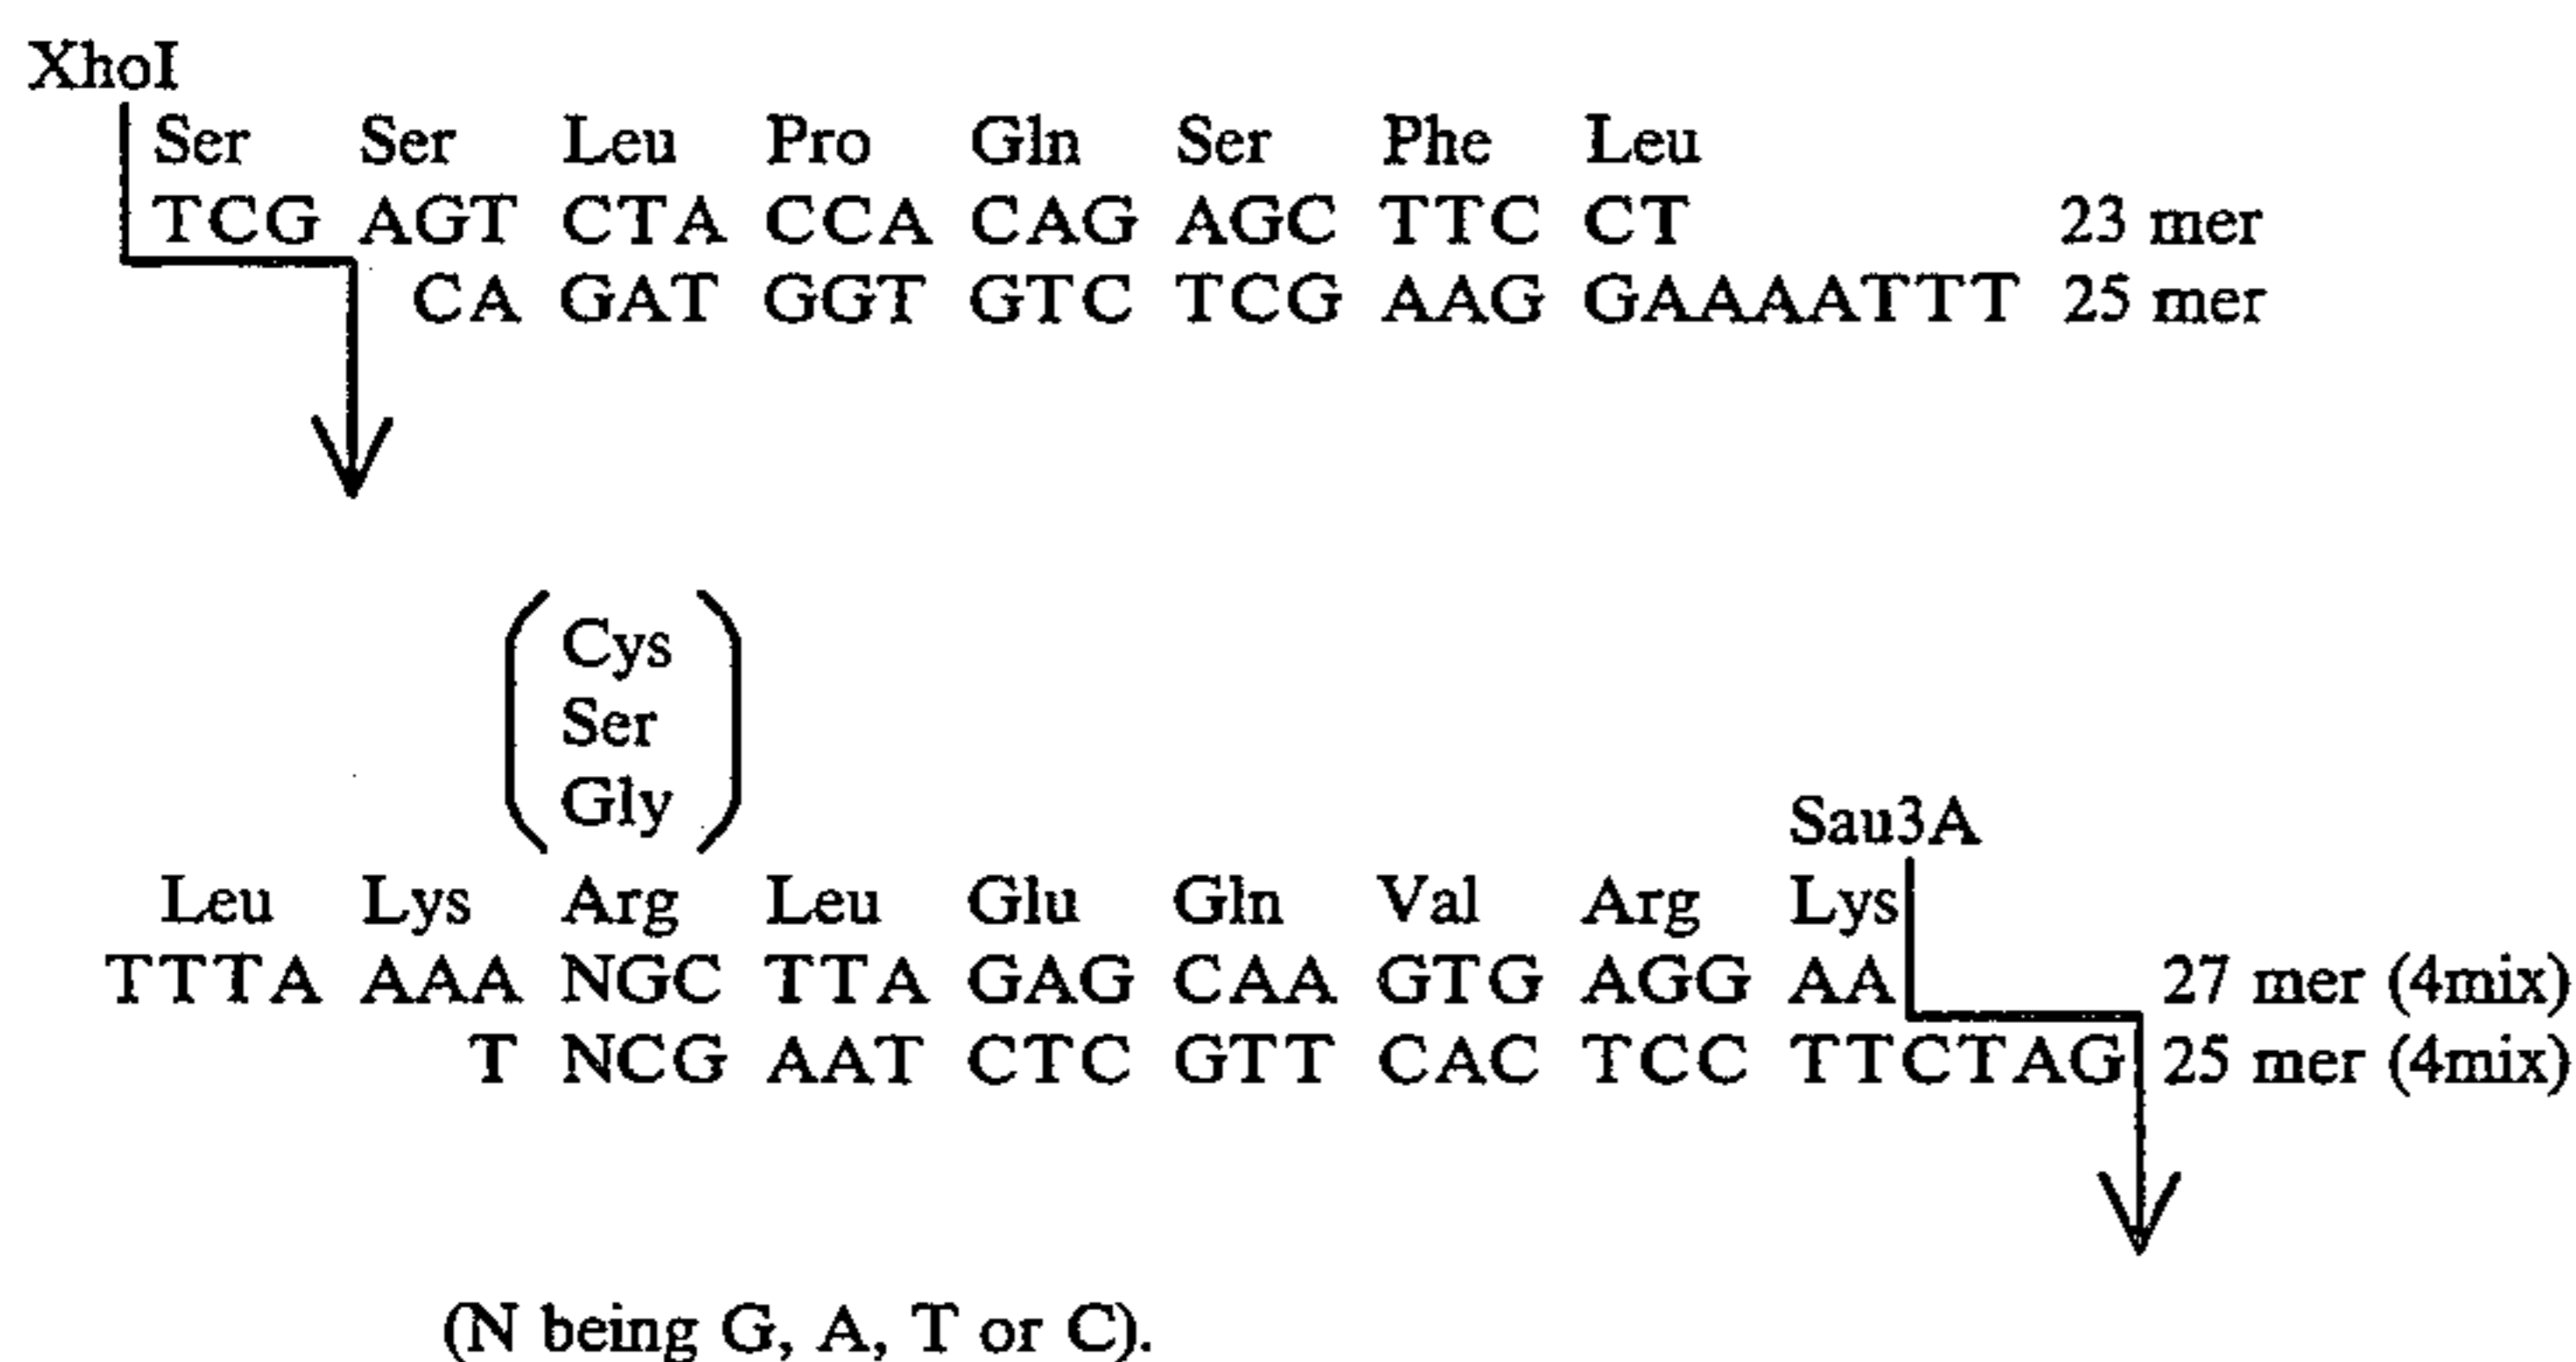 XhoI
Ser Ser Leu Pro Gln Ser Phe Leu
TCG AGT CTA CCA CAG AGC TTC CT 23 mer
CA GAT GGT GTC TCG AAG GAAAATTT 25 mer
Cys
Ser
Gly
Sau3A
Leu Lys Arg Leu Glu Gln Val Arg Lys
TTTA AAA NGC TTA GAG CAA GTG AGG AA 27 mer (4mix)
T NCG AAT CTC GTT CAC TCC TTCTAG 25 mer (4mix)
(N being G, A, T or C).